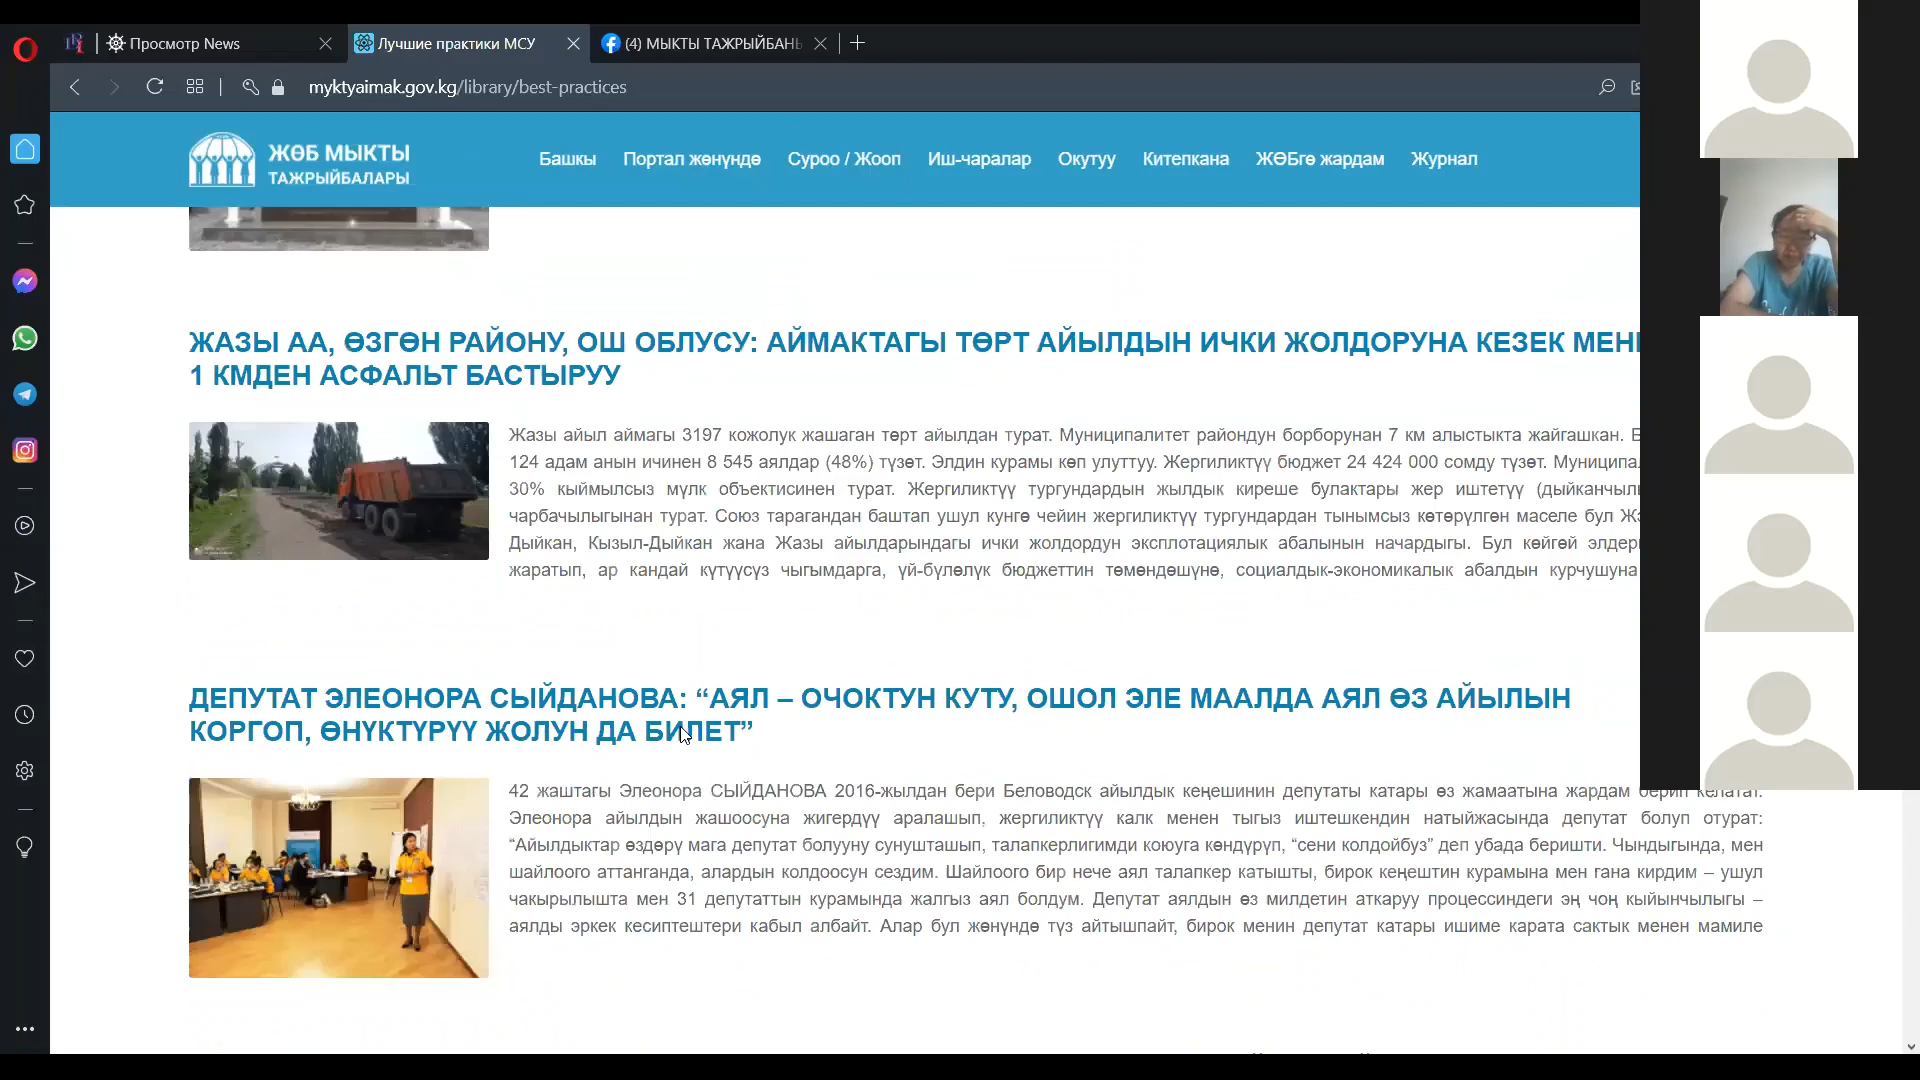 Просмотр News
Лучшие практики МСУ
(4) МЫКТЫ ТАЖРЫЙБАНЫ
myktyaimak.gov.kg/library/best-practices
ЖӨБ МЫКТЫ
ТАЖРЫЙБАЛАРЫ
Башкы Портал жөнүндө Суроо / Жооп Иш-чаралар Окутуу Китепкана ЖӨБгө жардам Журнал
ЖАЗЫ АА, ӨЗГӨН РАЙОНУ, ОШ ОБЛУСУ: АЙМАКТАГЫ ТӨРТ АЙЫЛДЫН ИЧКИ ЖОЛДОРУНА КЕЗЕК МЕНЕ
1 КМДЕН АСФАЛЬТ БАСТЫРУУ
Жазы айыл аймагы 3197 кожолук жашаган төрт айылдан турат. Муниципалитет райондун борборунан 7 км алыстыкта жайгашкан.
124 адам анын ичинен 8 545 аялдар (48%) түзөт. Элдин курамы көп улуттуу. Жергиликтүү бюджет 24 424 000 сомду түзөт. Муниципал
30% кыймылсыз мүлк объектисинен турат. Жергиликтүү тургундардын жылдык киреше булактары жер иштетүү (дыйканчылы
чарбачылыгынан турат. Союз тарагандан баштап ушул күнгө чейин жергиликтүү тургундардан тынымсыз көтөрүлгөн маселе бул Жа
Дыйкан, Кызыл-Дыйкан жана Жазы айылдарындагы ички жолдордун эксплотациялык абалынын начардыгы. Бул көйгөй элдери
жаратып, ар кандай күтүүсүз чыгымдарга, үй-бүлөлүк бюджеттин төмөндөшүнө, социалдык-экономикалык абалдын курчушуна
ДЕПУТАТ ЭЛЕОНОРА СЫЙДАНОВА: “АЯЛ – ОЧОКТУН КУТУ, ОШОЛ ЭЛЕ МААЛДА АЯЛ ӨЗ АЙЫЛЫН
КОРГОП, ӨНҮКТҮРҮҮ ЖОЛУН ДА БИЛЕТ”
42 жаштагы Элеонора СЫЙДАНОВА 2016-жылдан бери Беловодск айылдык кеңешинин депутаты катары өз жамаатына жардам берип келатат.
Элеонора айылдын жашоосуна жигердүү аралашып, жергиликтүү калк менен тыгыз иштешкендин натыйжасында депутат болуп отурат:
“Айылдыктар өздөрү мага депутат болууну сунушташып, талапкерлигимди коюуга көндүрүп, “сени колдойбуз” деп убада беришти. Чындыгында, мен
шайлоого аттанганда, алардын колдоосун сездим. Шайлоого бир нече аял талапкер катышты, бирок кеңештин курамына мен гана кирдим – ушул
чакырылышта мен 31 депутаттын курамында жалгыз аял болдум. Депутат аялдын өз милдетин аткаруу процессиндеги эң чоң кыйынчылыгы –
аялды эркек кесиптештери кабыл албайт. Алар бул жөнүндө түз айтышпайт, бирок менин депутат катары ишиме карата сактык менен мамиле